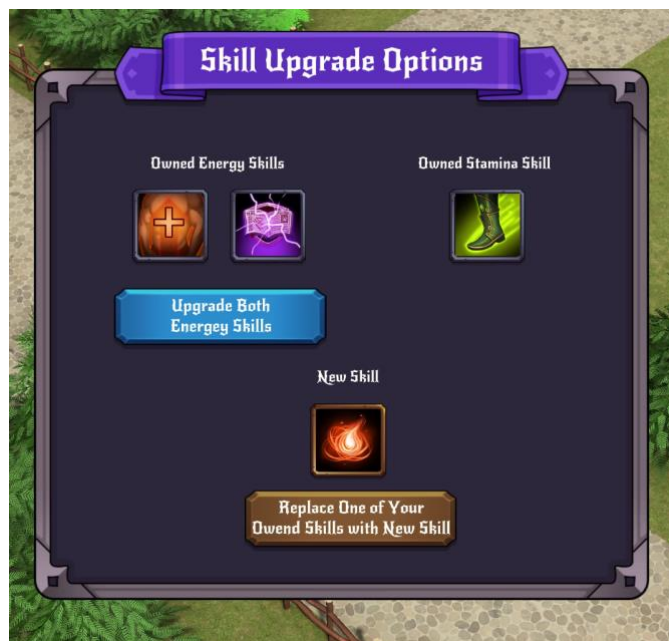 Skill Upgrade Options
Owned Energy Skills
Owned Stamina Skill
Upgrade Both
Energey Skills
New Skill
Replace One of Your
Owend Skills with New Skill